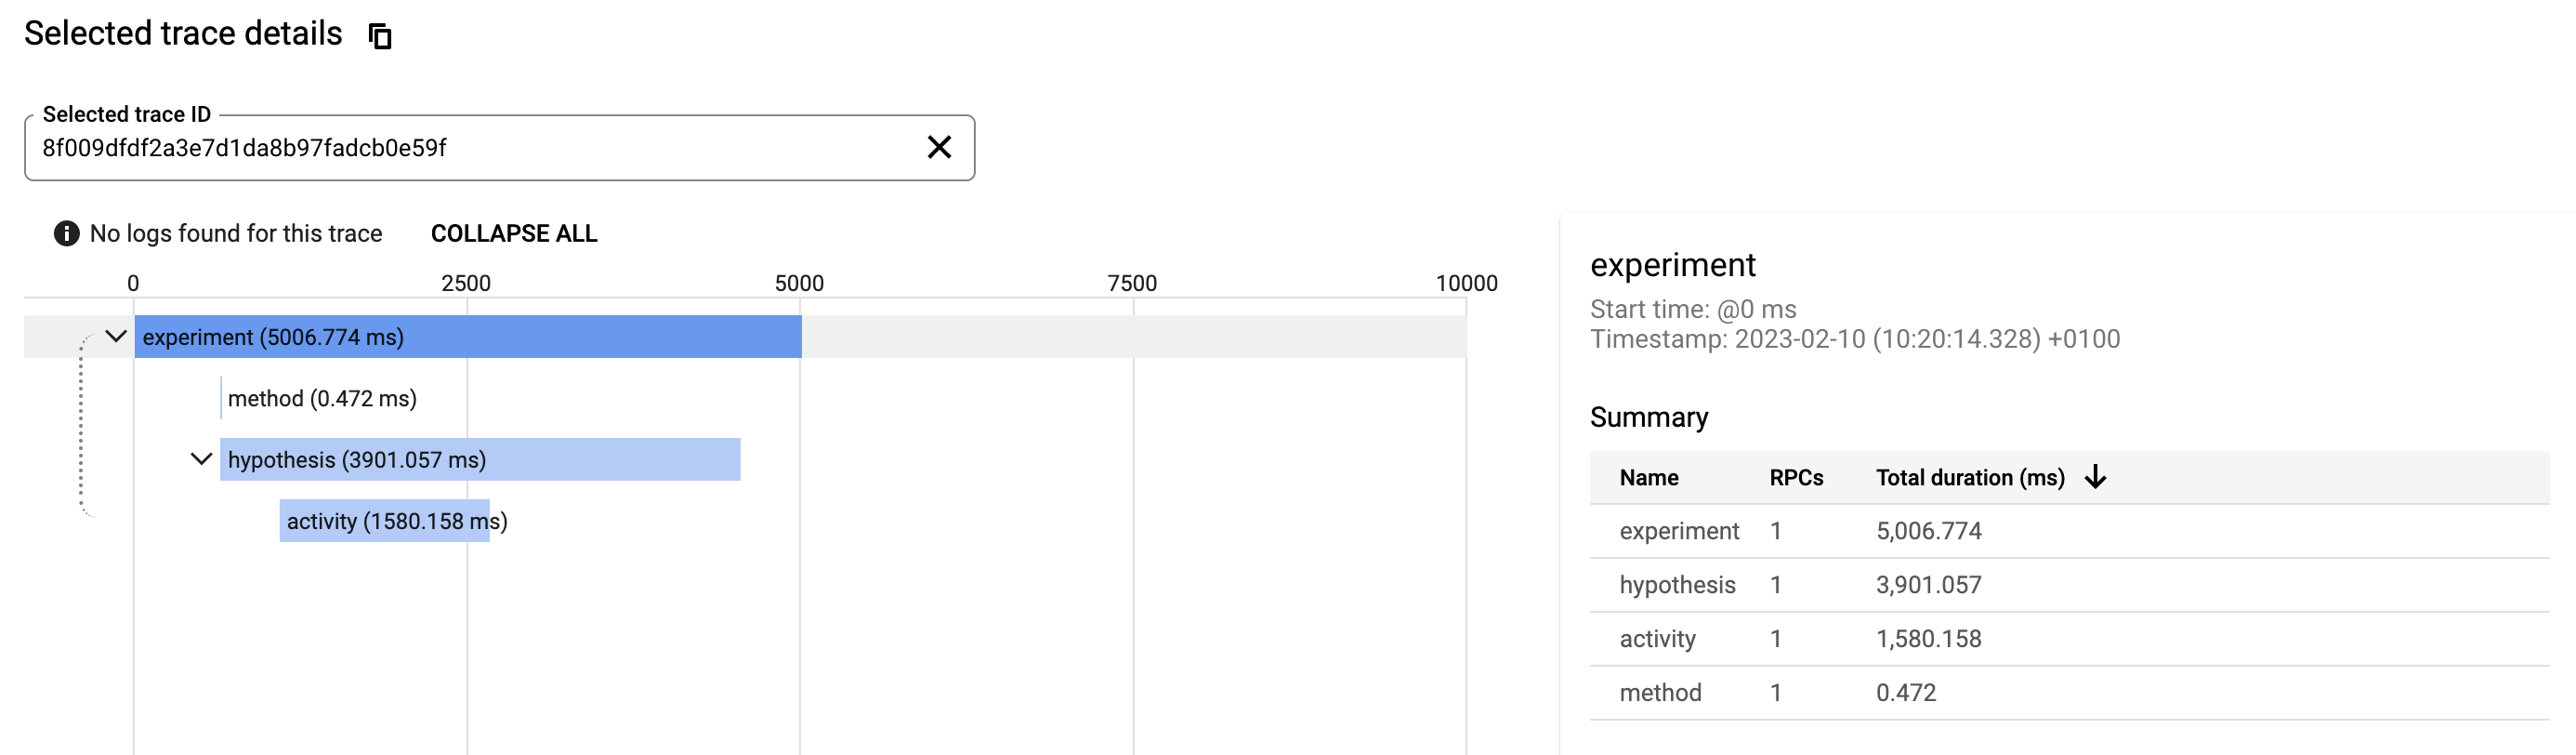 Selected trace details
Selected trace ID
8f009dfdf2a3e7d1da8b97fadcb0e59f
No logs found for this trace COLLAPSE ALL
0 2500 5000 7500 10000
experiment (5006.774 ms)
method (0.472 ms)
hypothesis (3901.057 ms)
activity (1580.158 ms)
experiment
Start time: @0 ms
Timestamp: 2023-02-10 (10:20:14.328) +0100
Summary
Name RPCs Total duration (ms)
experiment 1 5,006.774
hypothesis 1 3,901.057
activity 1 1,580.158
method 1 0.472